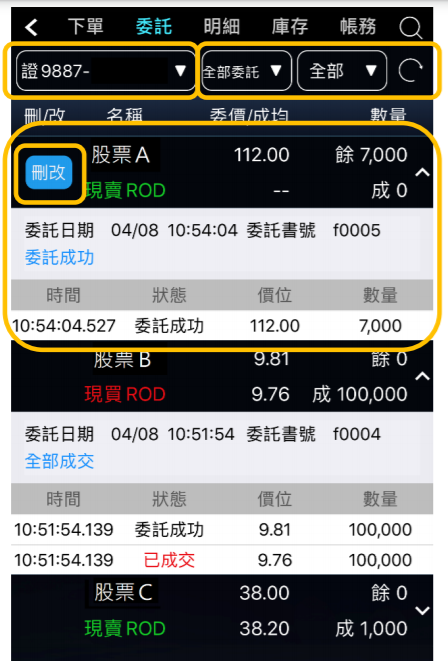 下單 委託 明細 庫存 帳務
證 9887- 全部委託 全部
刪/改 名稱 委價/成均 數量
刪改 股票 A 112.00 餘 7,000
現賣 ROD -- 成 0
委託日期 04/08 10:54:04 委託書號 f0005
委託成功
時間 狀態 價位 數量
10:54:04.527 委託成功 112.00 7,000
股票 B 9.81 餘 0
現買 ROD 9.76 成 100,000
委託日期 04/08 10:51:54 委託書號 f0004
全部成交
時間 狀態 價位 數量
10:51:54.139 委託成功 9.81 100,000
10:51:54.139 已成交 9.76 100,000
股票 C 38.00 餘 0
現賣 ROD 38.20 成 1,000